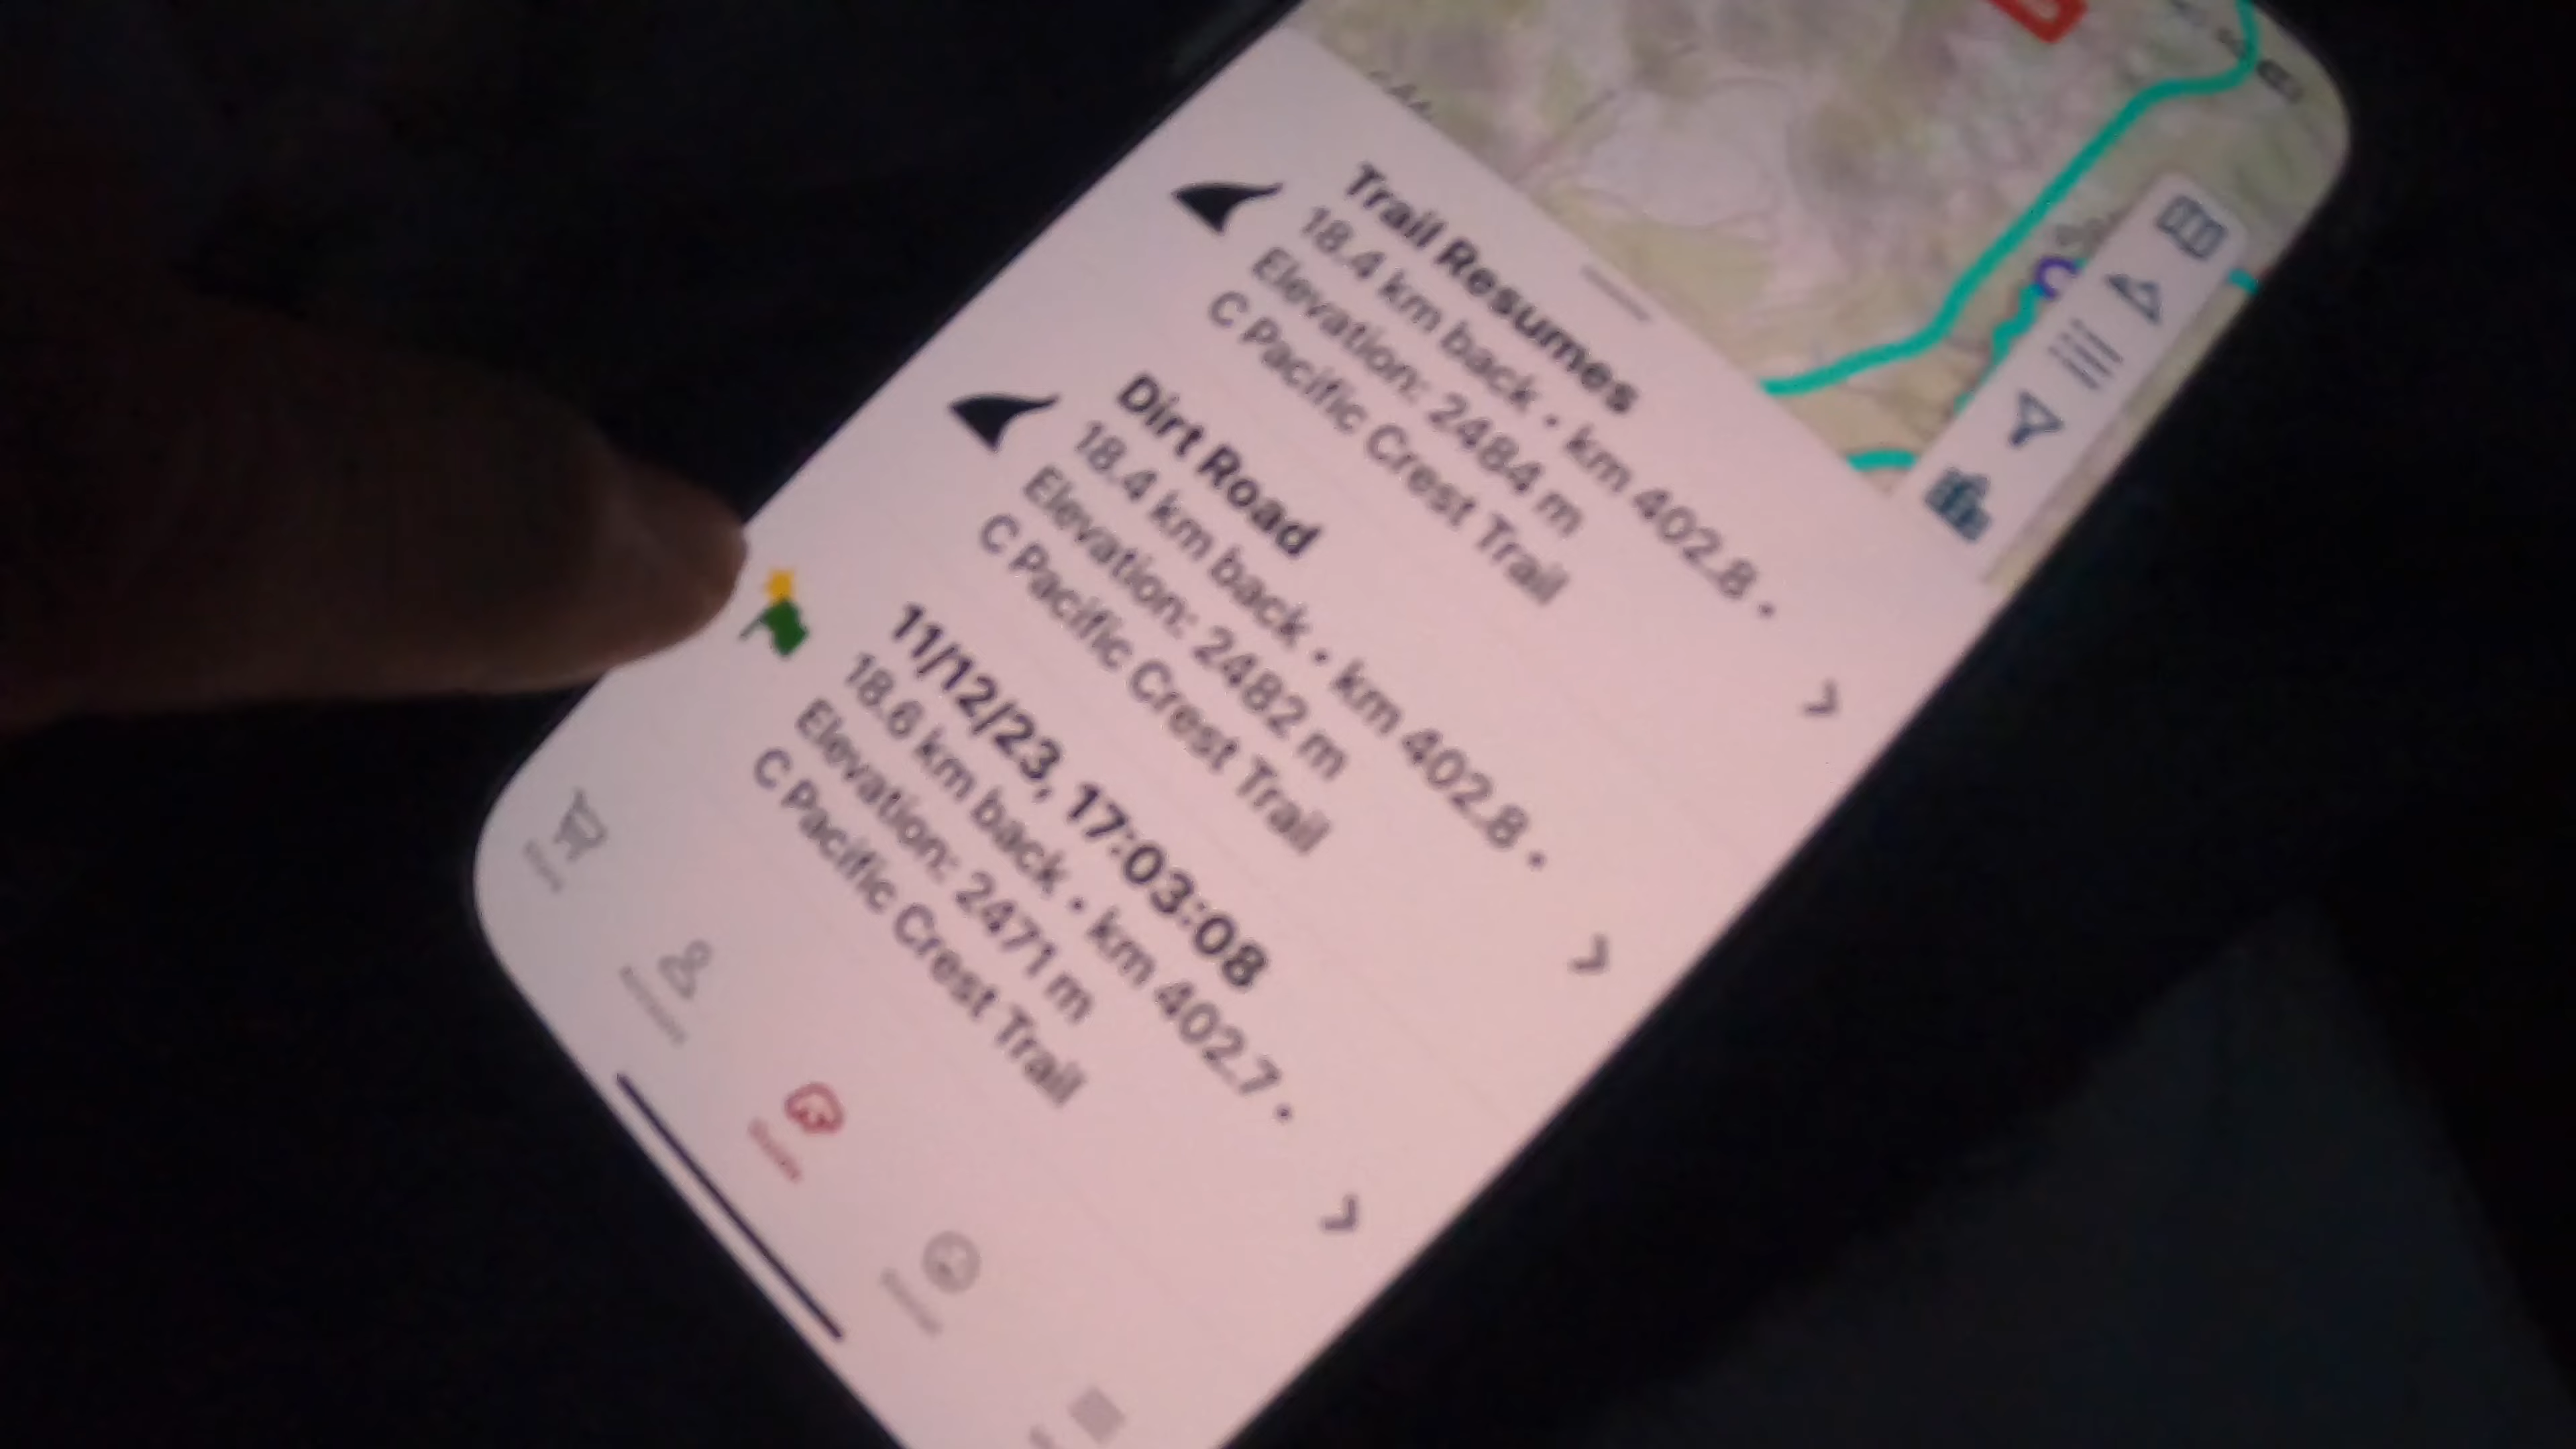 Trail Resumes
18.4 km back • km 402.8 •
Elevation: 2484 m
C Pacific Crest Trail
Dirt Road
18.4 km back • km 402.8 •
Elevation: 2482 m
C Pacific Crest Trail
11/12/23, 17:03:08
18.6 km back • km 402.7 •
Elevation: 2471 m
C Pacific Crest Trail